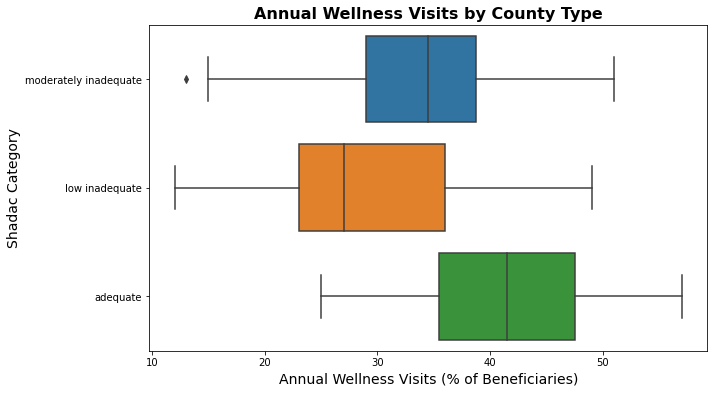 Annual Wellness Visits by County Type
Shadac Category
moderately inadequate
low inadequate
adequate
10 20 30 40 50
Annual Wellness Visits (% of Beneficiaries)